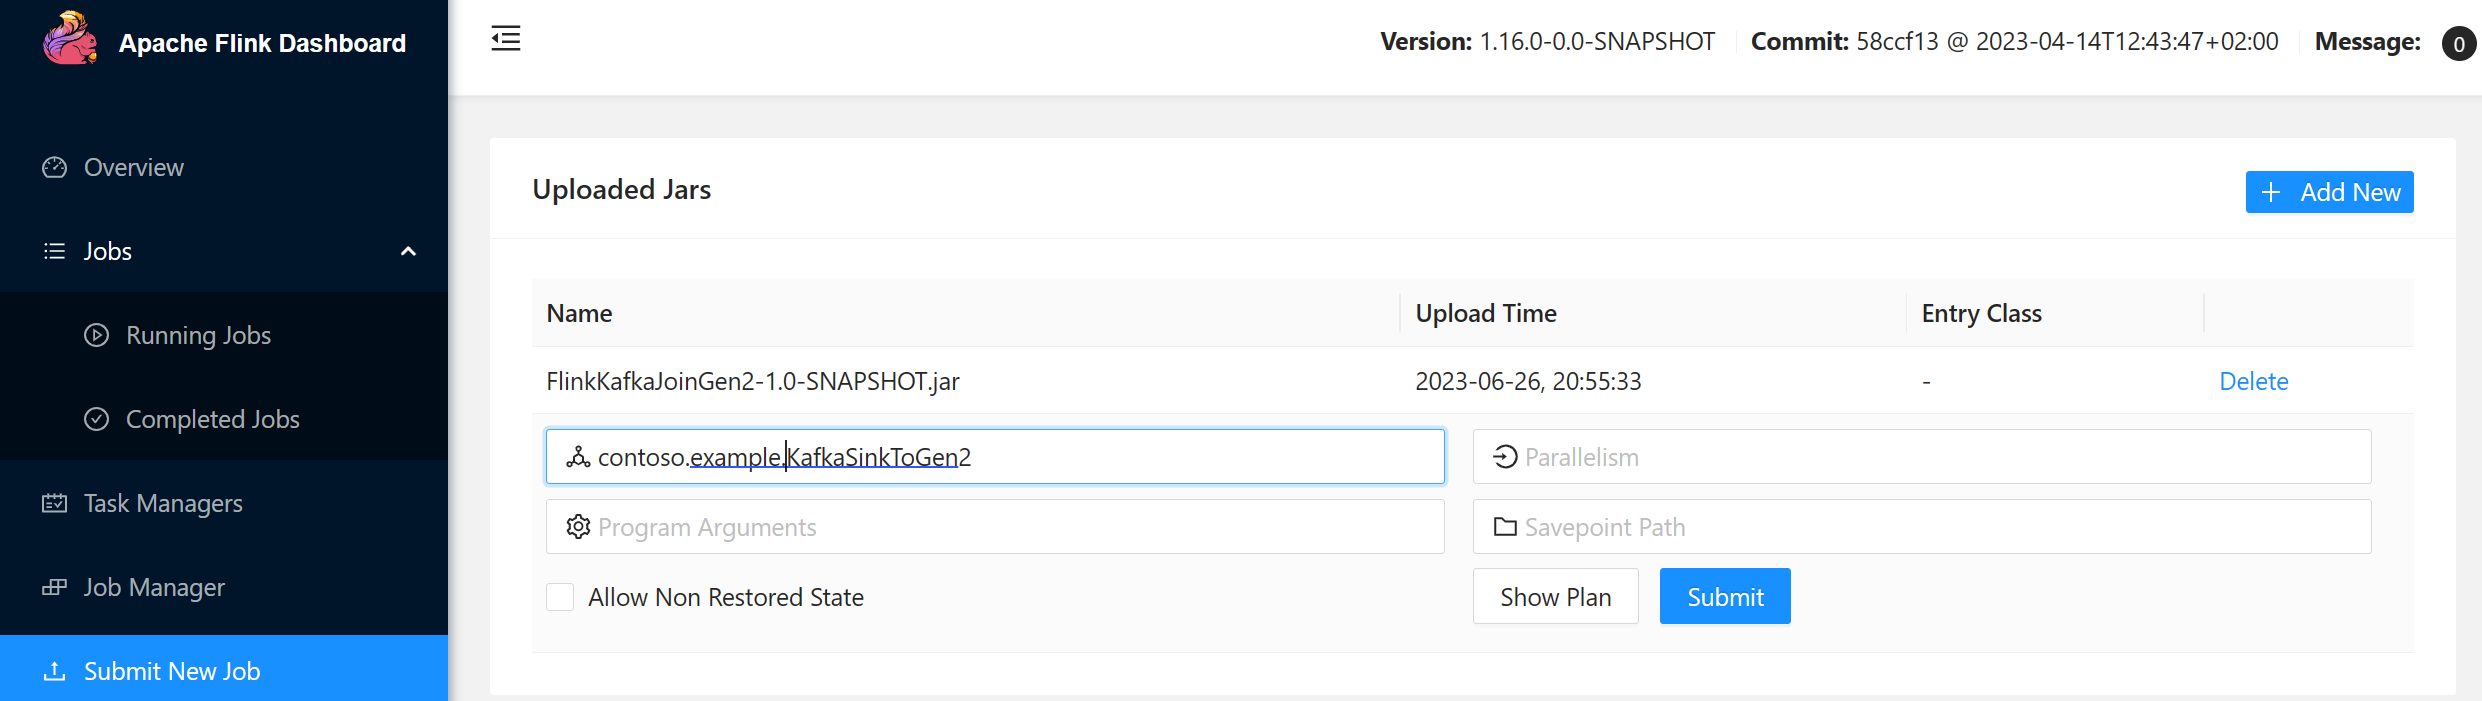 Apache Flink Dashboard
Version: 1.16.0-0.0-SNAPSHOT Commit: 58ccf13 @ 2023-04-14T12:43:47+02:00 Message: 0
Overview
Jobs
Running Jobs
Completed Jobs
Task Managers
Job Manager
Submit New Job
Uploaded Jars
+ Add New
Name Upload Time Entry Class
FlinkKafkaJoinGen2-1.0-SNAPSHOT.jar 2023-06-26, 20:55:33 - Delete
contoso.example.KafkaSinkToGen2 Parallelism
Program Arguments Savepoint Path
Allow Non Restored State Show Plan Submit